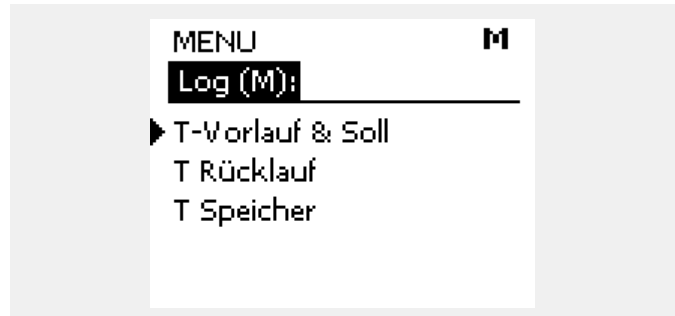 MENU M
Log (M):
T-Vorlauf & Soll
T Rücklauf
T Speicher